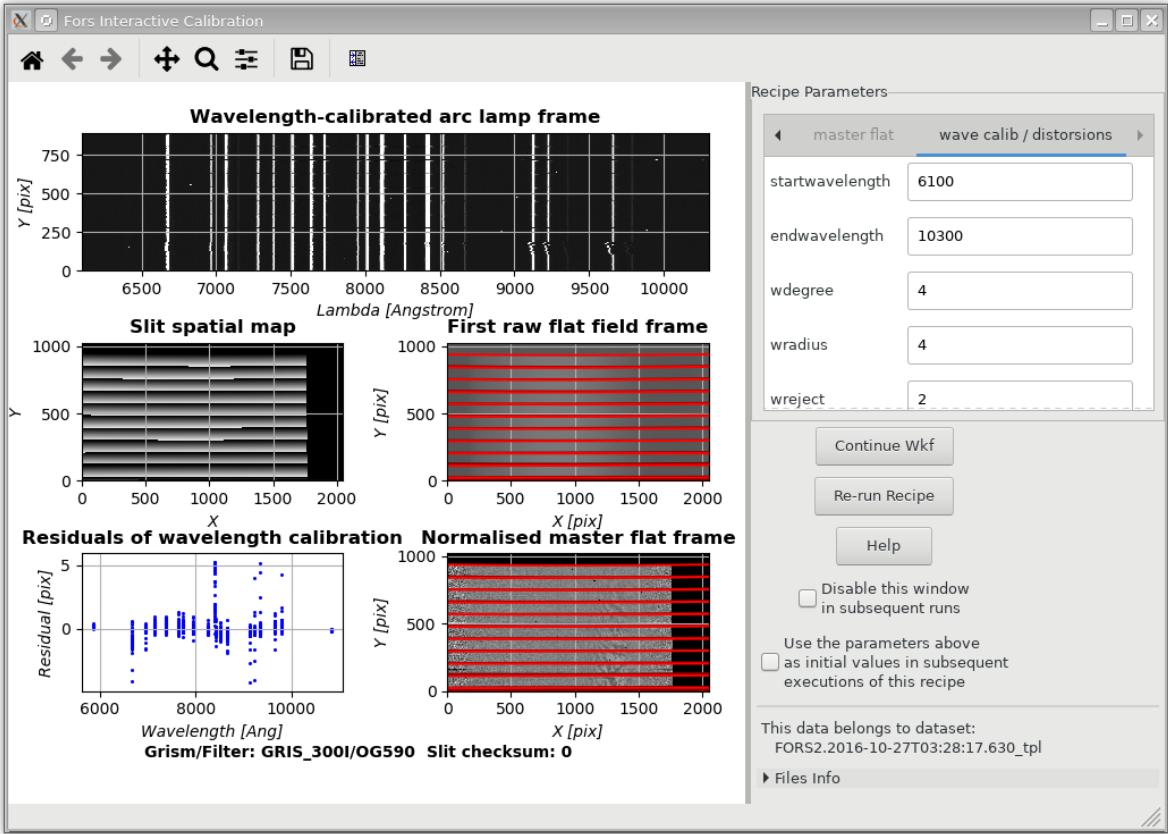 Fors Interactive Calibration
Wavelength-calibrated arc lamp frame
Y [pix]
750
500
250
0
6500 7000 7500 8000 8500 9000 9500 10000
Lambda [Angstrom]
Slit spatial map
Y
1000
500
0
0 500 1000 1500 2000
X
First raw flat field frame
Y [pix]
1000
500
0
0 500 1000 1500 2000
X [pix]
Residuals of wavelength calibration
Residual [pix]
5
0
6000 8000 10000
Wavelength [Ang]
Normalised master flat frame
Y [pix]
1000
500
0
0 500 1000 1500 2000
X [pix]
Grism/Filter: GRIS_300I/OG590 Slit checksum: 0
Recipe Parameters
master flat wave calib / distorsions
startwavelength 6100
endwavelength 10300
wdegree 4
wradius 4
wreject 2
Continue Wkf
Re-run Recipe
Help
Disable this window
in subsequent runs
Use the parameters above
as initial values in subsequent
executions of this recipe
This data belongs to dataset:
FORS2.2016-10-27T03:28:17.630_tpl
Files Info